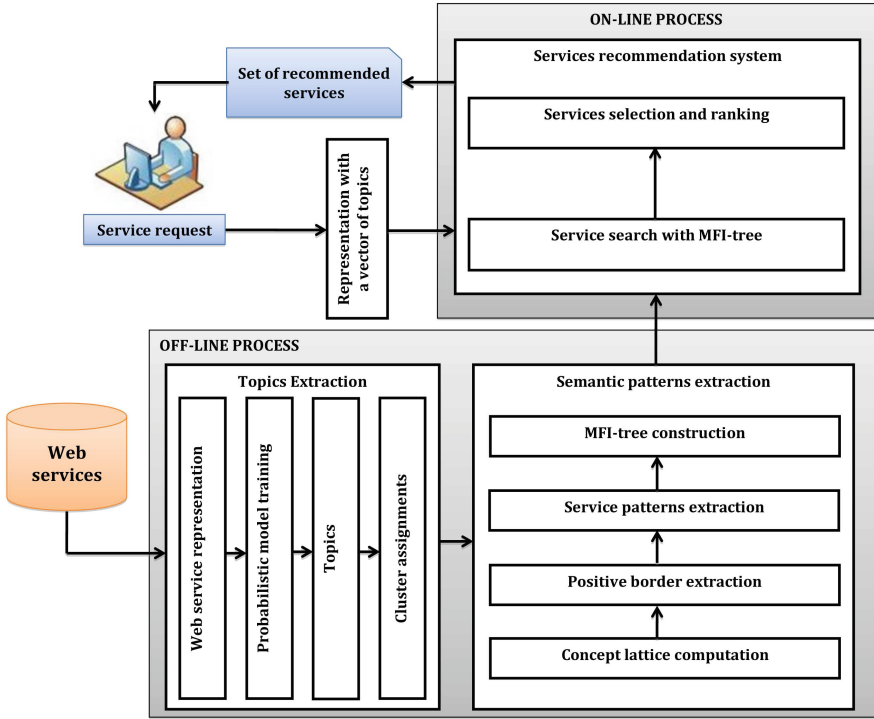 ON-LINE PROCESS
Services recommendation system
Set of recommended
services
Services selection and ranking
Representation with
a vector of topics
Service request
Service search with MFI-tree
OFF-LINE PROCESS
Topics Extraction
Semantic patterns extraction
Web
services
Web service representation
Probabilistic model training
Topics
Cluster assignments
MFI-tree construction
Service patterns extraction
Positive border extraction
Concept lattice computation